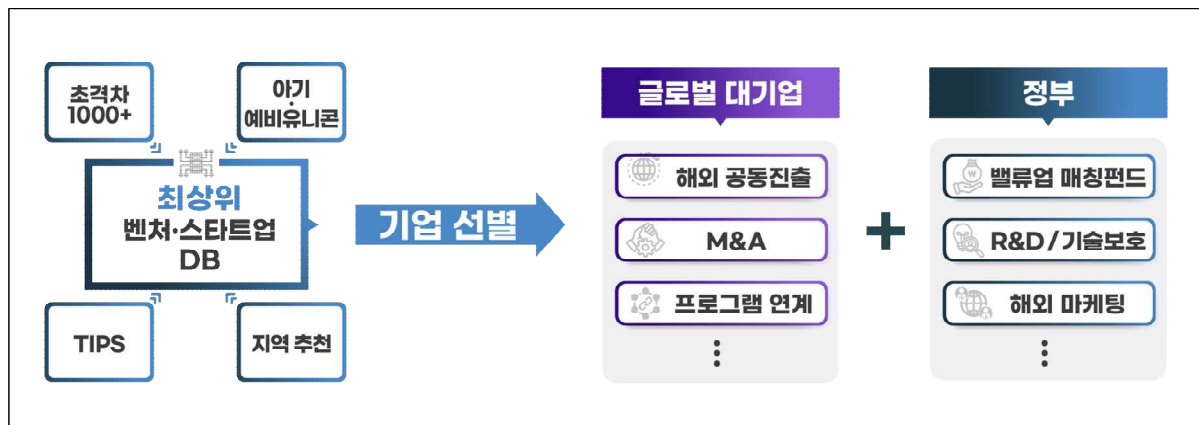 초격차
1000+
아기
·
예비유니콘
최상위
벤처·스타트업
DB
TIPS
지역 추천
기업 선별
글로벌 대기업
해외 공동진출
M&A
프로그램 연계
⋮
+
정부
밸류업 매칭펀드
R&D/기술보호
해외 마케팅
⋮